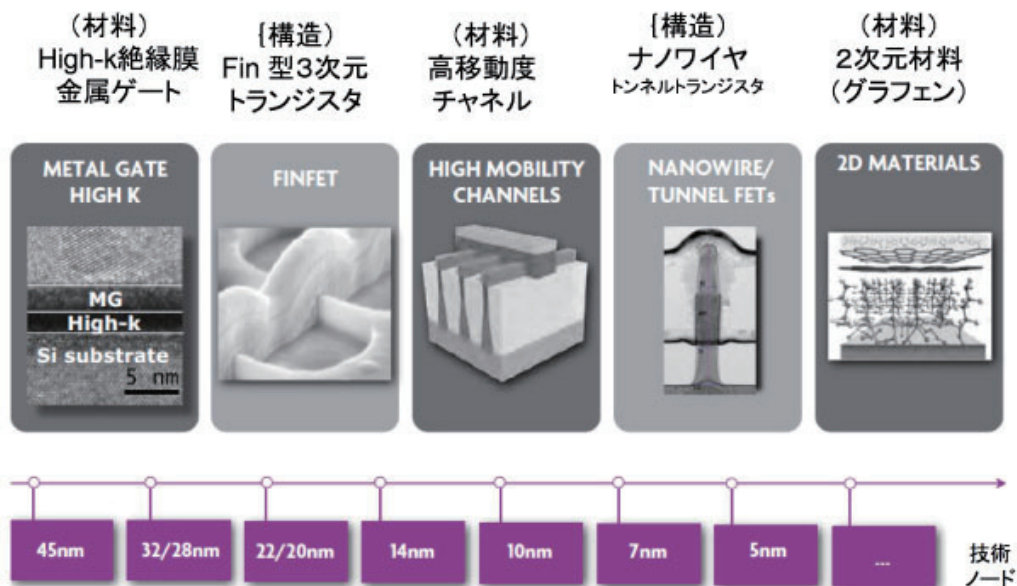 (材料)
High-k絶縁膜
金属ゲート
{構造)
Fin 型3次元
トランジスタ
(材料)
高移動度
チャネル
{構造)
ナノワイヤ
トンネルトランジスタ
(材料)
2次元材料
(グラフェン)
METAL GATE
HIGH K
MG
High-k
Si substrate
5 nm
FINFET
HIGH MOBILITY
CHANNELS
NANOWIRE/
TUNNEL FETs
2D MATERIALS
45nm
32/28nm
22/20nm
14nm
10nm
7nm
5nm
...
技術
ノード